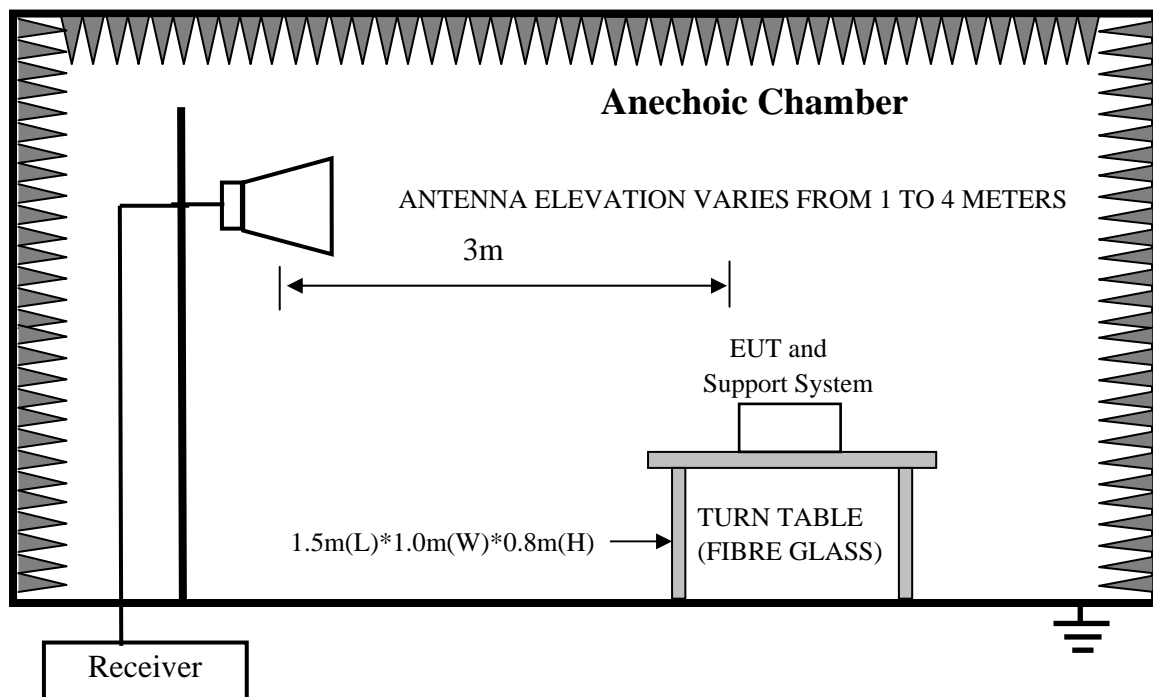 Anechoic Chamber
ANTENNA ELEVATION VARIES FROM 1 TO 4 METERS
3m
EUT and
Support System
1.5m(L)*1.0m(W)*0.8m(H)
TURN TABLE
(FIBRE GLASS)
Receiver